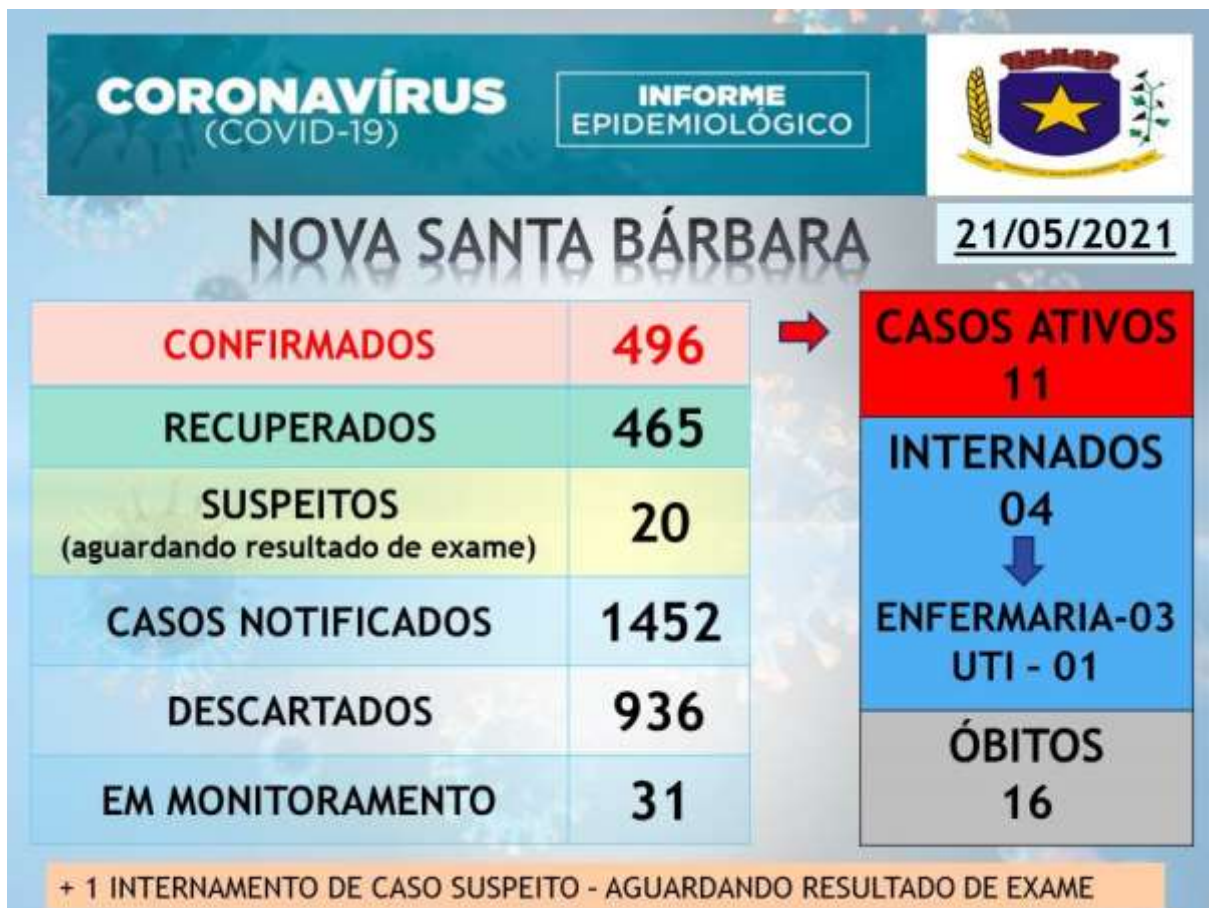 CORONAVÍRUS
(COVID-19)
INFORME
EPIDEMIOLÓGICO
NOVA SANTA BÁRBARA
21/05/2021
CONFIRMADOS 496
RECUPERADOS 465
SUSPEITOS
(aguardando resultado de exame) 20
CASOS NOTIFICADOS 1452
DESCARTADOS 936
EM MONITORAMENTO 31
CASOS ATIVOS
11
INTERNADOS
04
ENFERMARIA-03
UTI – 01
ÓBITOS
16
+ 1 INTERNAMENTO DE CASO SUSPEITO - AGUARDANDO RESULTADO DE EXAME